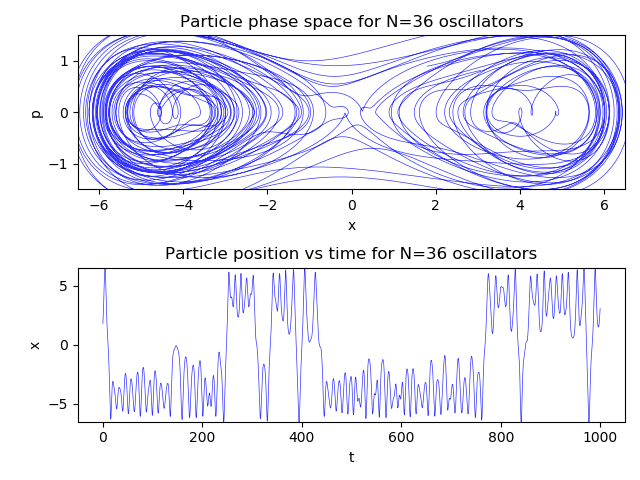 Particle phase space for N=36 oscillators
1
0
−1
p
−6 −4 −2 0 2 4 6
x
Particle position vs time for N=36 oscillators
5
0
−5
x
0 200 400 600 800 1000
t